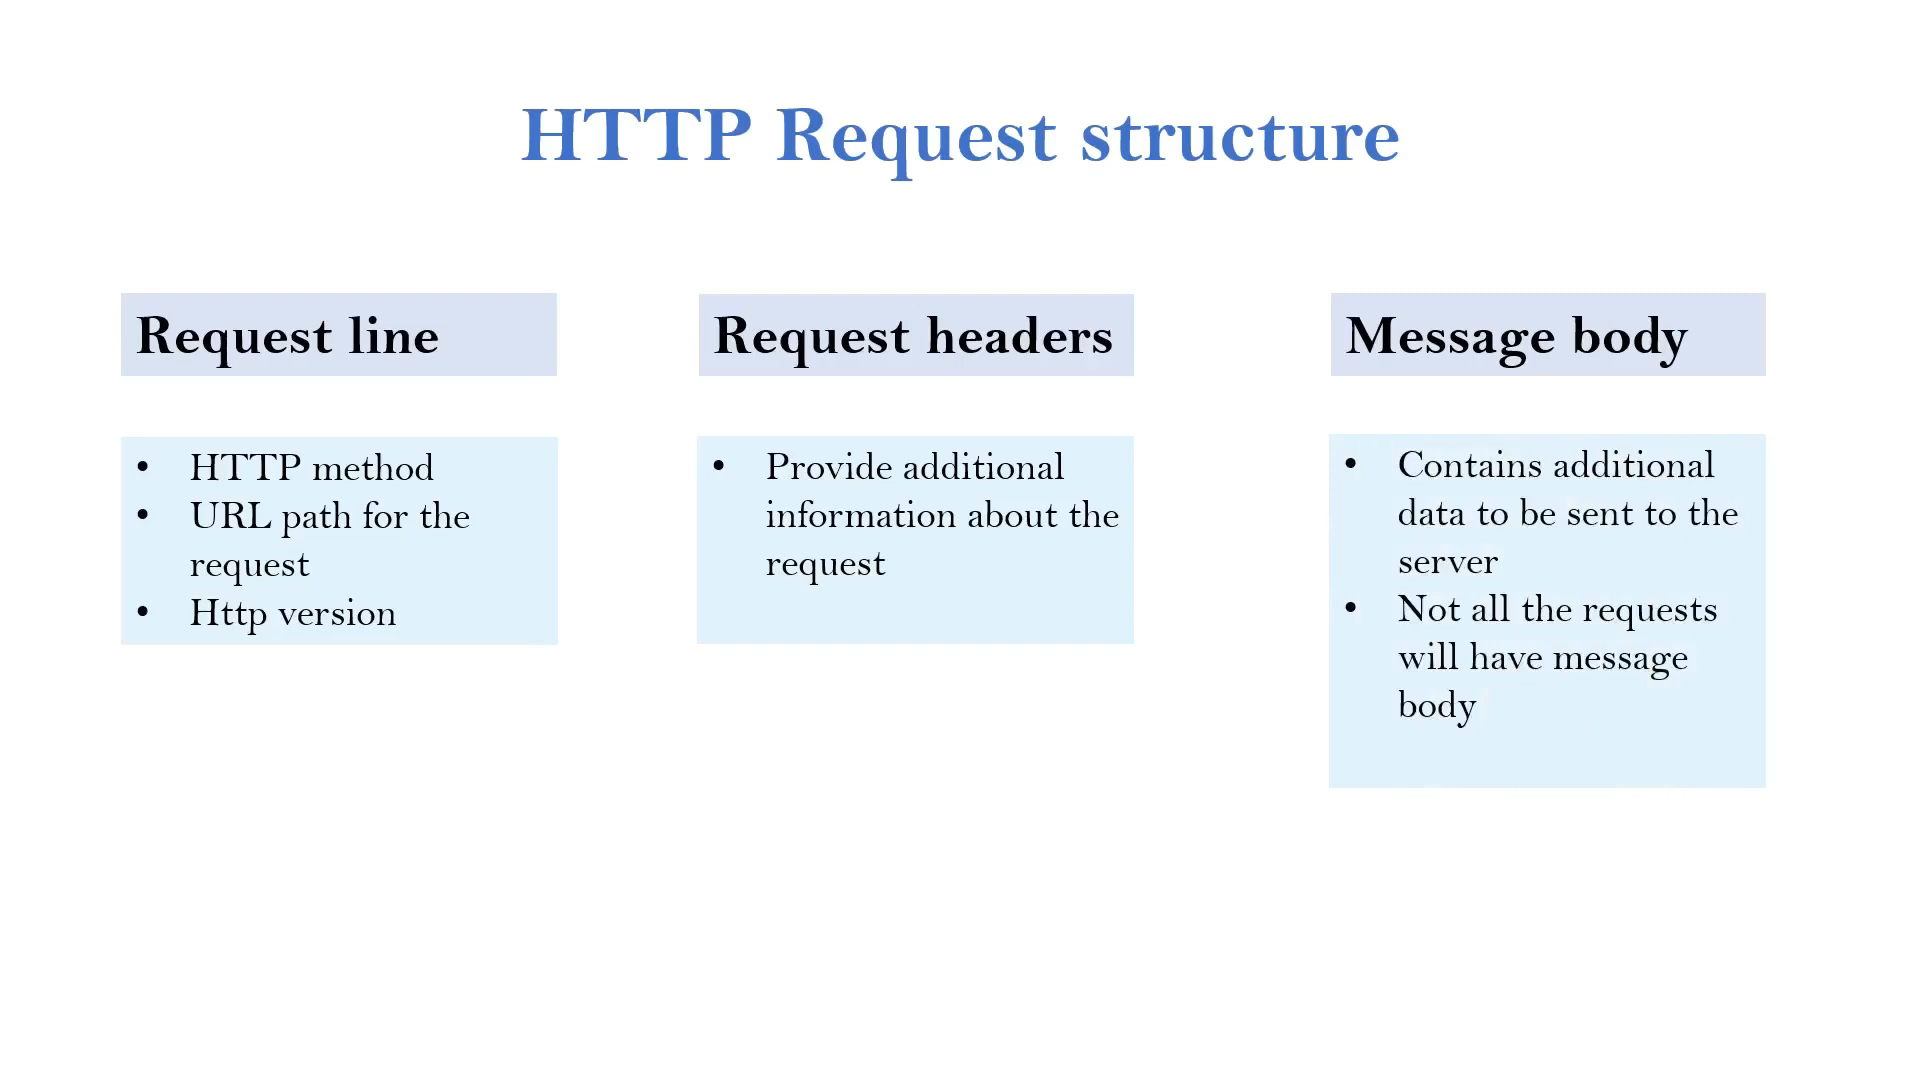 HTTP Request structure
Request line
• HTTP method
• URL path for the
request
• Http version
Request headers
• Provide additional
information about the
request
Message body
• Contains additional
data to be sent to the
server
• Not all the requests
will have message
body